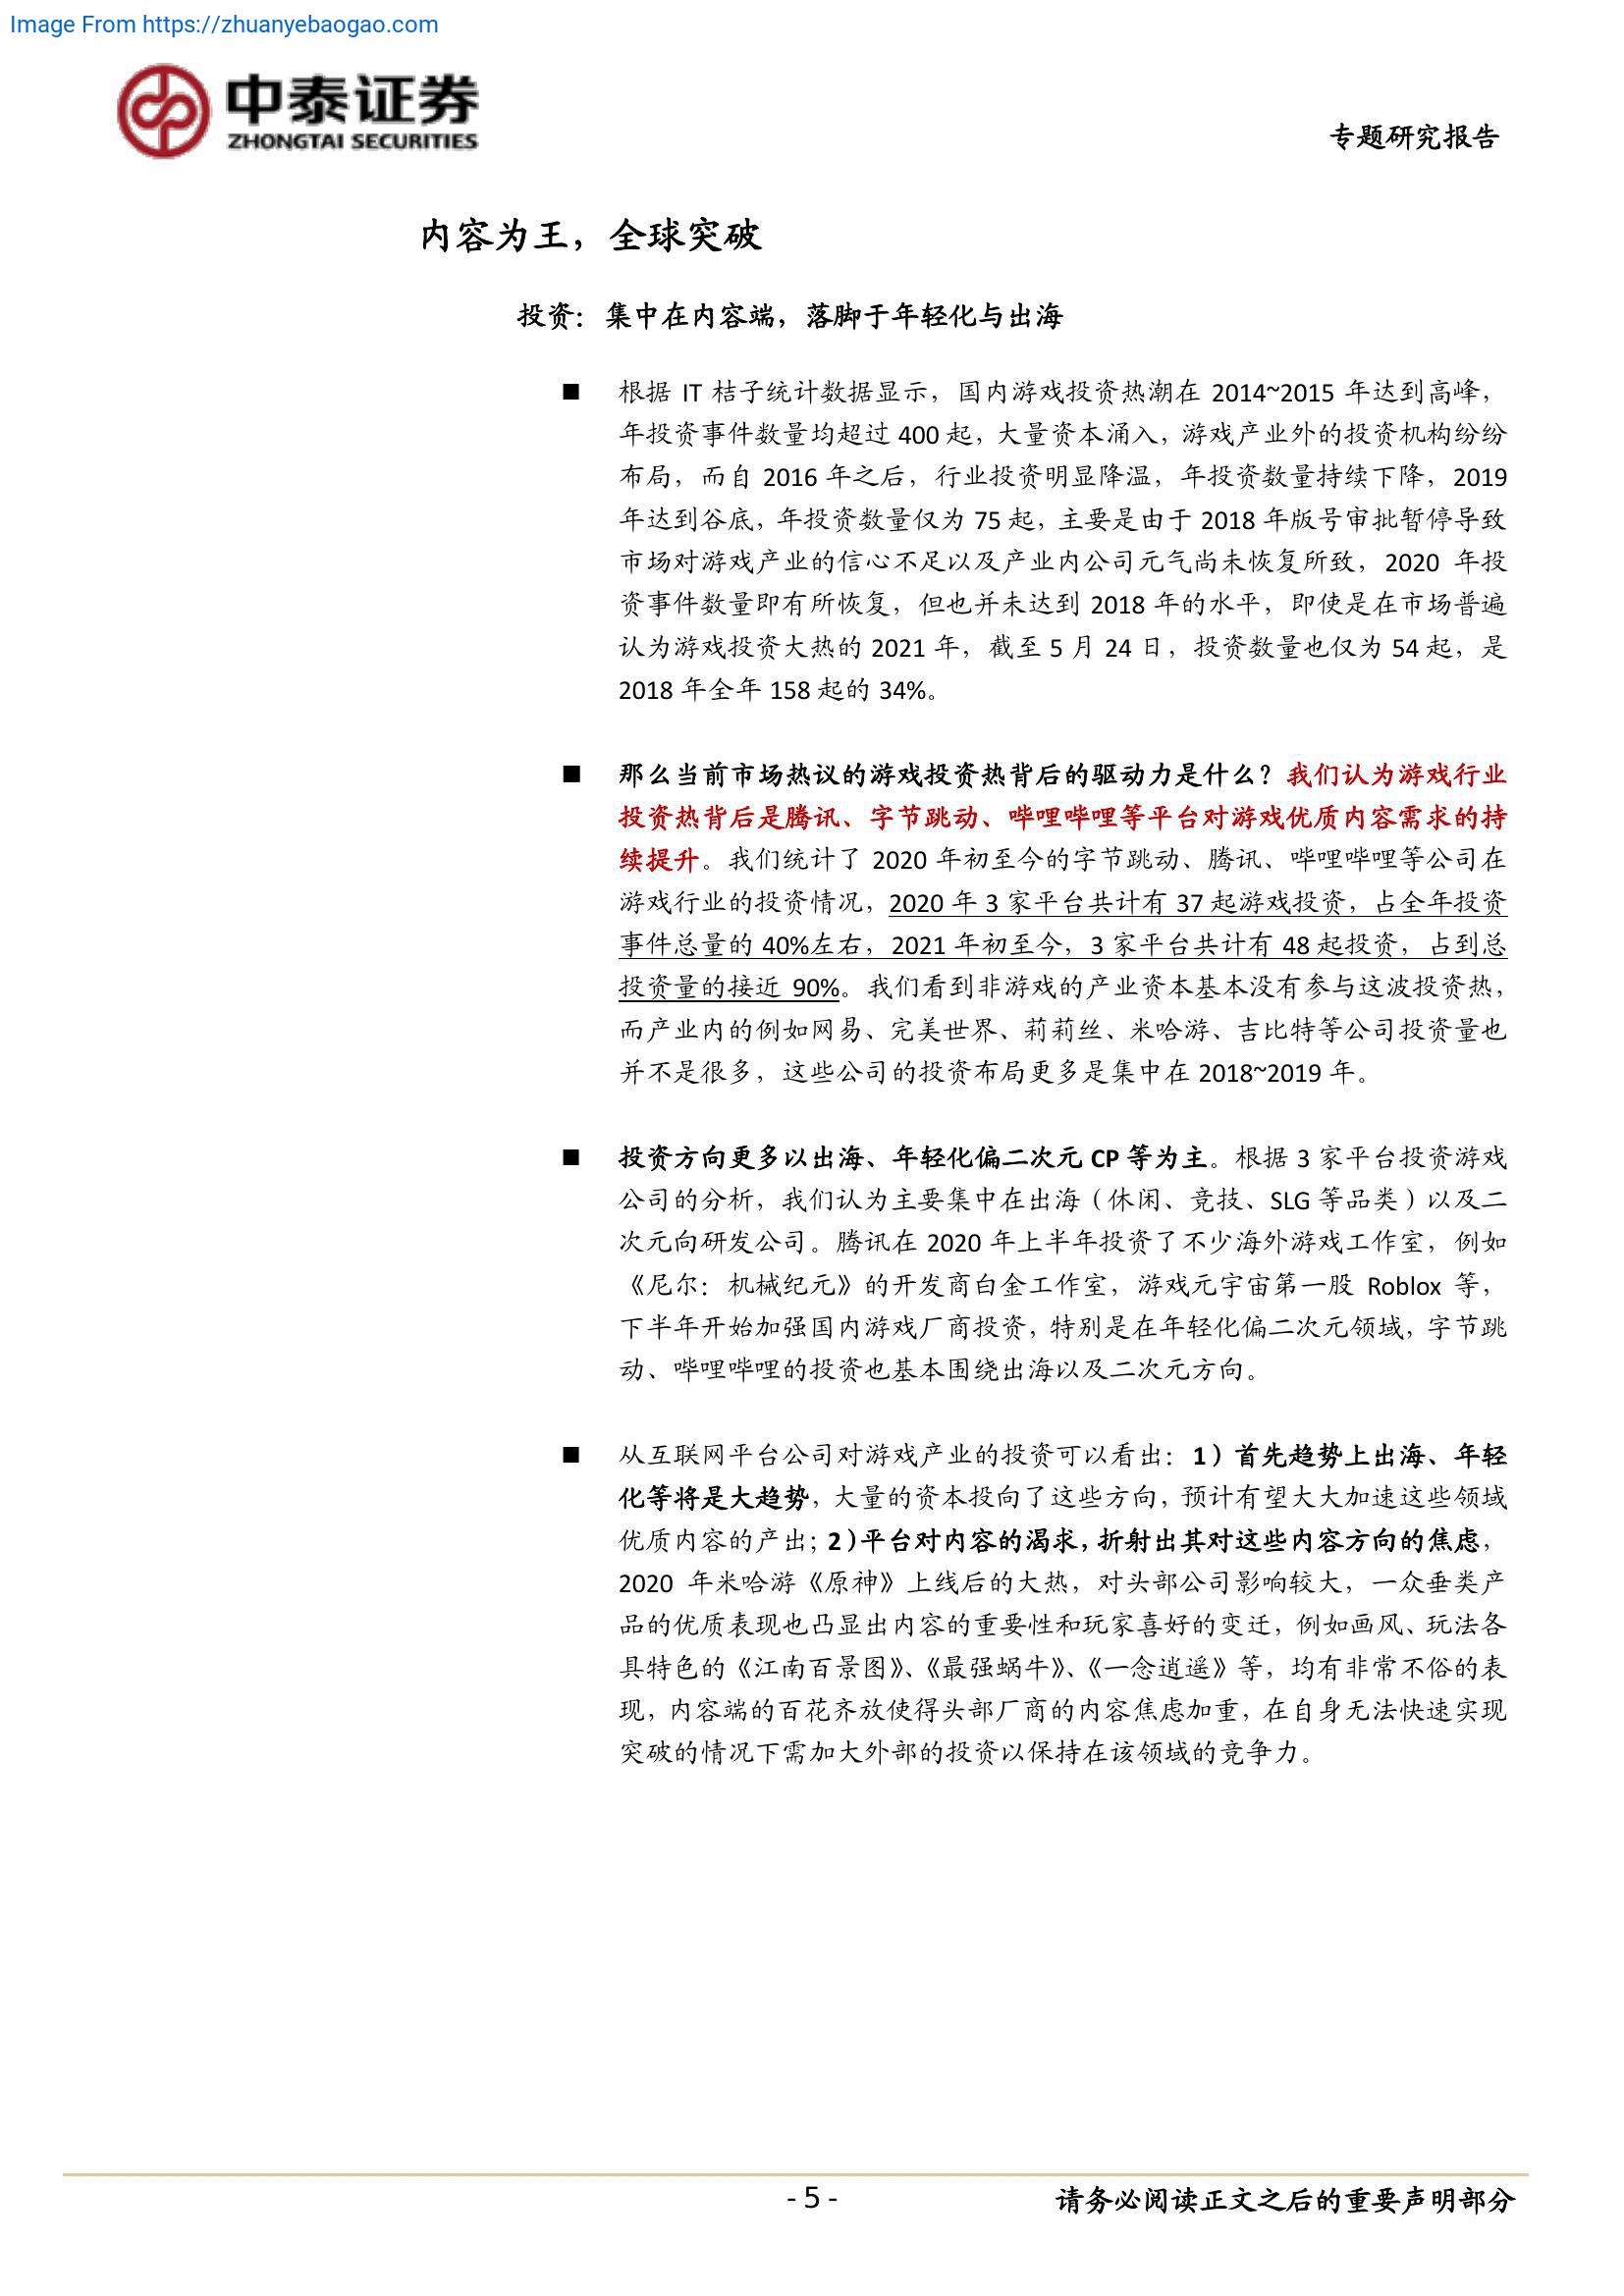 Image From https://zhuanyebaogao.com
中泰证券
ZHONGTAI SECURITIES
专题研究报告
内容为王，全球突破
投资：集中在内容端，落脚于年轻化与出海
■ 根据 IT 桔子统计数据显示，国内游戏投资热潮在 2014~2015 年达到高峰，
年投资事件数量均超过 400 起，大量资本涌入，游戏产业外的投资机构纷纷
布局，而自 2016 年之后，行业投资明显降温，年投资数量持续下降，2019
年达到谷底，年投资数量仅为 75 起，主要是由于 2018 年版号审批暂停导致
市场对游戏产业的信心不足以及产业内公司元气尚未恢复所致，2020 年投
资事件数量即有所恢复，但也并未达到 2018 年的水平，即使是在市场普遍
认为游戏投资大热的 2021 年，截至 5 月 24 日，投资数量也仅为 54 起，是
2018 年全年 158 起的 34%。
■ 那么当前市场热议的游戏投资热背后的驱动力是什么？我们认为游戏行业
投资热背后是腾讯、字节跳动、哔哩哔哩等平台对游戏优质内容需求的持
续提升。我们统计了 2020 年初至今的字节跳动、腾讯、哔哩哔哩等公司在
游戏行业的投资情况，2020 年 3 家平台共计有 37 起游戏投资，占全年投资
事件总量的 40%左右，2021 年初至今，3 家平台共计有 48 起投资，占到总
投资量的接近 90%。我们看到非游戏的产业资本基本没有参与这波投资热，
而产业内的例如网易、完美世界、莉莉丝、米哈游、吉比特等公司投资量也
并不是很多，这些公司的投资布局更多是集中在 2018~2019 年。
■ 投资方向更多以出海、年轻化偏二次元 CP 等为主。根据 3 家平台投资游戏
公司的分析，我们认为主要集中在出海（休闲、竞技、SLG 等品类）以及二
次元向研发公司。腾讯在 2020 年上半年投资了不少海外游戏工作室，例如
《尼尔：机械纪元》的开发商白金工作室，游戏元宇宙第一股 Roblox 等，
下半年开始加强国内游戏厂商投资，特别是在年轻化偏二次元领域，字节跳
动、哔哩哔哩的投资也基本围绕出海以及二次元方向。
■ 从互联网平台公司对游戏产业的投资可以看出：1）首先趋势上出海、年轻
化等将是大趋势，大量的资本投向了这些方向，预计有望大大加速这些领域
优质内容的产出；2）平台对内容的渴求，折射出其对这些内容方向的焦虑，
2020 年米哈游《原神》上线后的大热，对头部公司影响较大，一众垂类产
品的优质表现也凸显出内容的重要性和玩家喜好的变迁，例如画风、玩法各
具特色的《江南百景图》、《最强蜗牛》、《一念逍遥》等，均有非常不俗的表
现，内容端的百花齐放使得头部厂商的内容焦虑加重，在自身无法快速实现
突破的情况下需加大外部的投资以保持在该领域的竞争力。
- 5 -
请务必阅读正文之后的重要声明部分